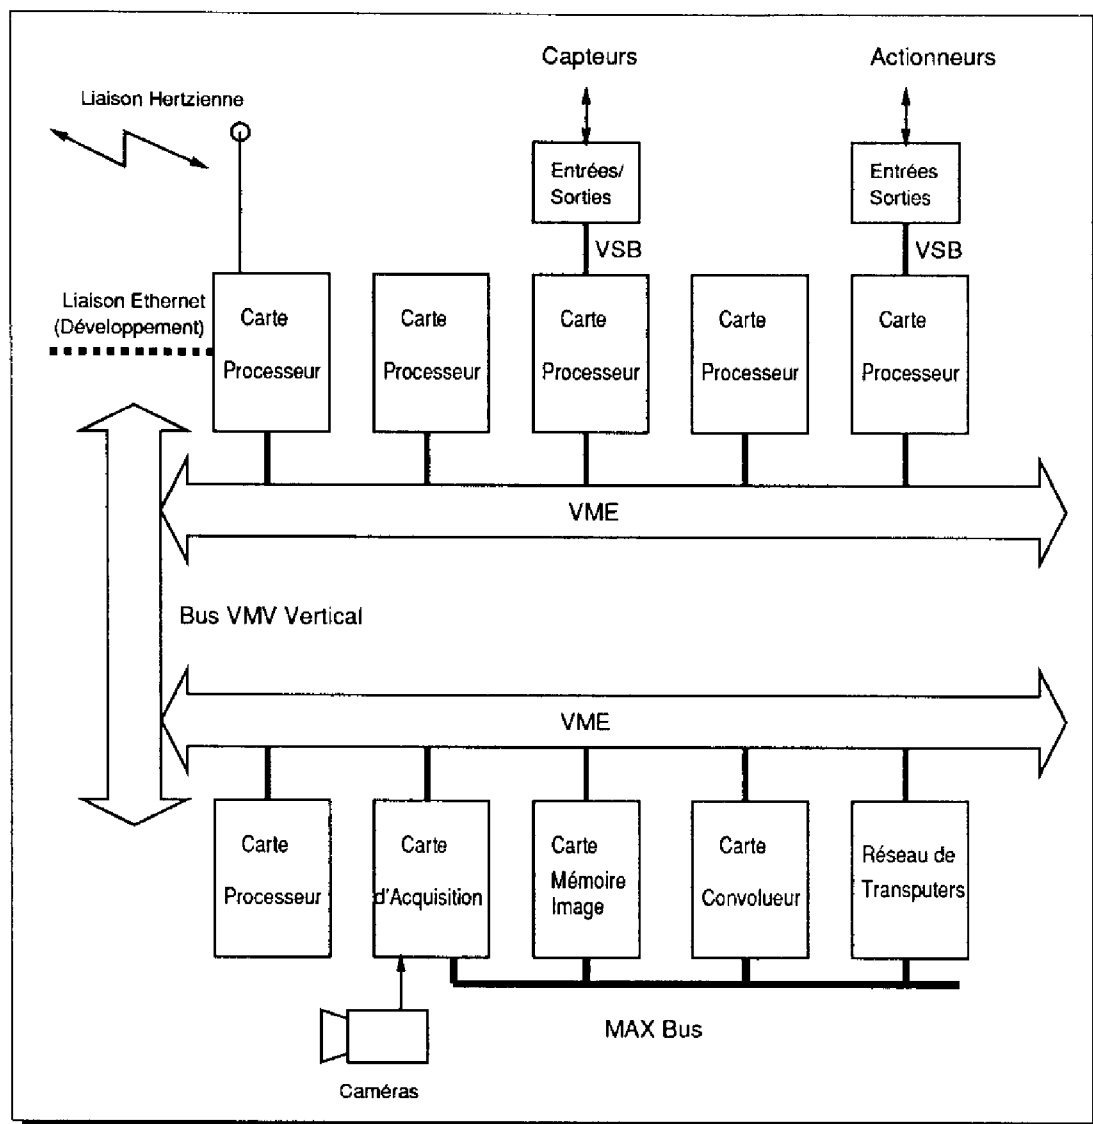 Capteurs
Actionneurs
Liaison Hertzienne
Entrées/
Sorties
Entrées
Sorties
VSB
VSB
Liaison Ethernet
(Développement)
Carte
Processeur
Carte
Processeur
Carte
Processeur
Carte
Processeur
Carte
Processeur
VME
Bus VMV Vertical
VME
Carte
Processeur
Carte
d'Acquisition
Carte
Mémoire
Image
Carte
Convolueur
Réseau de
Transputers
MAX Bus
Caméras